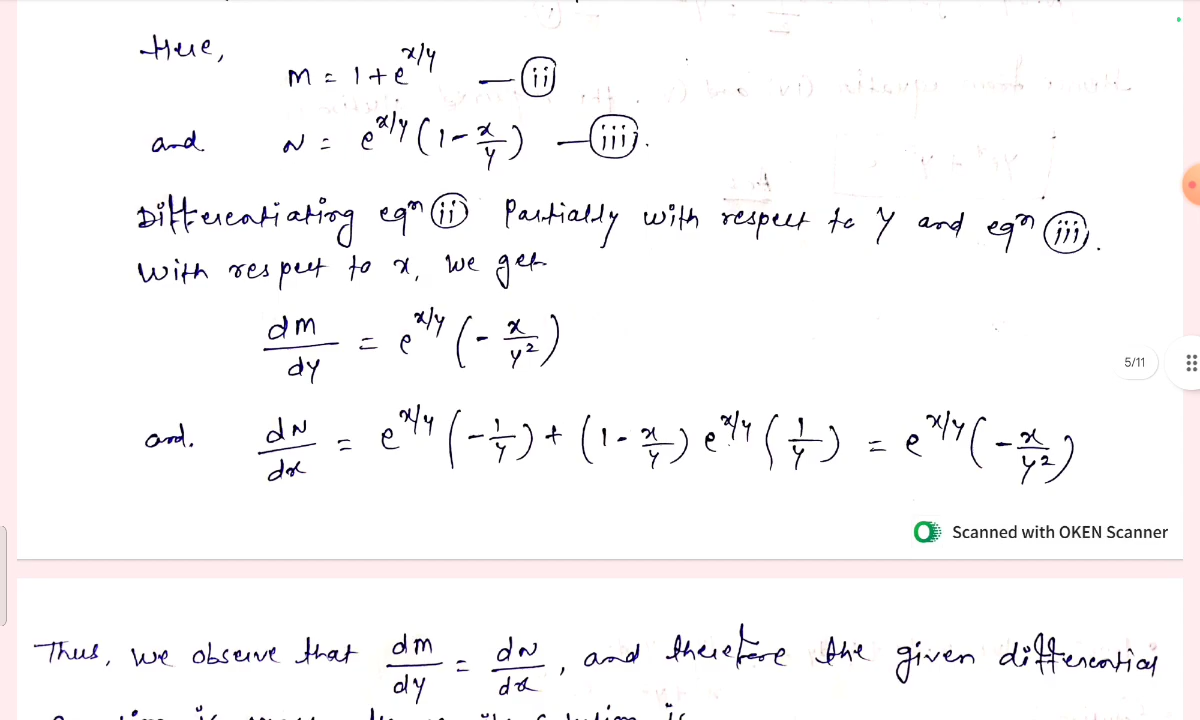 Here,
M = 1 + e^{x/y} — (ii)
and N = e^{x/y} (1 - x/y) — (iii).
Differentiating eqn (ii) Partially with respect to y and eqn (iii).
with respect to x, we get
dM/dy = e^{x/y} (- x/y^2)
5/11
and. dN/dx = e^{x/y} (- 1/y) + (1 - x/y) e^{x/y} (1/y) = e^{x/y} (- x/y^2)
Scanned with OKEN Scanner
Thus, we observe that dM/dy = dN/dx , and therefore the given differential